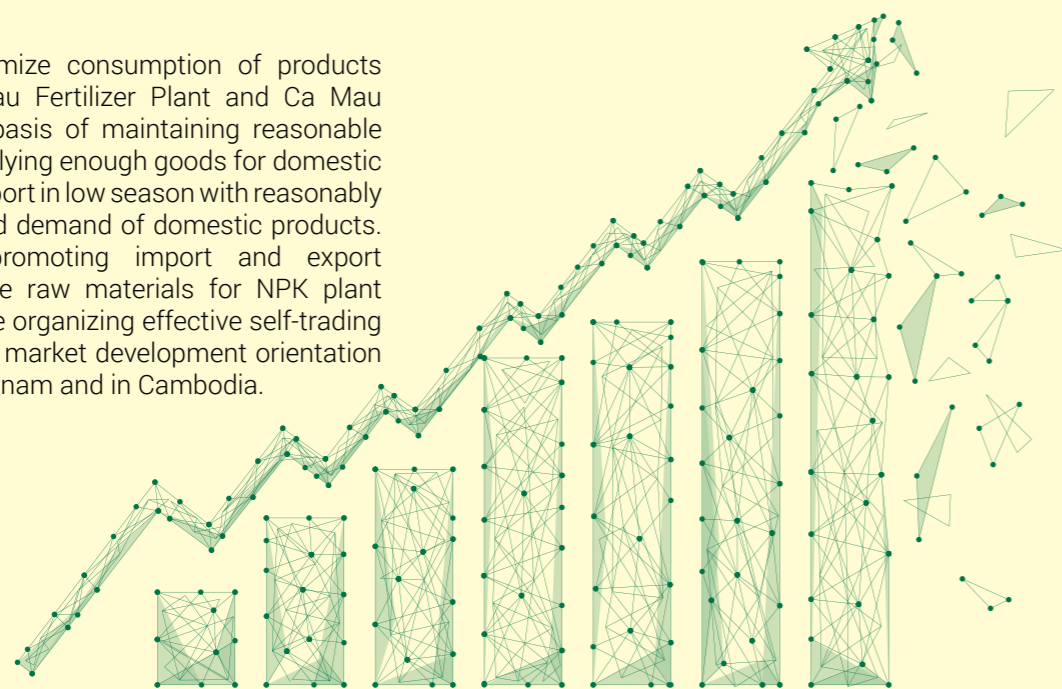 mize consumption of products
au Fertilizer Plant and Ca Mau
basis of maintaining reasonable
lying enough goods for domestic
port in low season with reasonably
d demand of domestic products.
promoting import and export
e raw materials for NPK plant
e organizing effective self-trading
market development orientation
nam and in Cambodia.